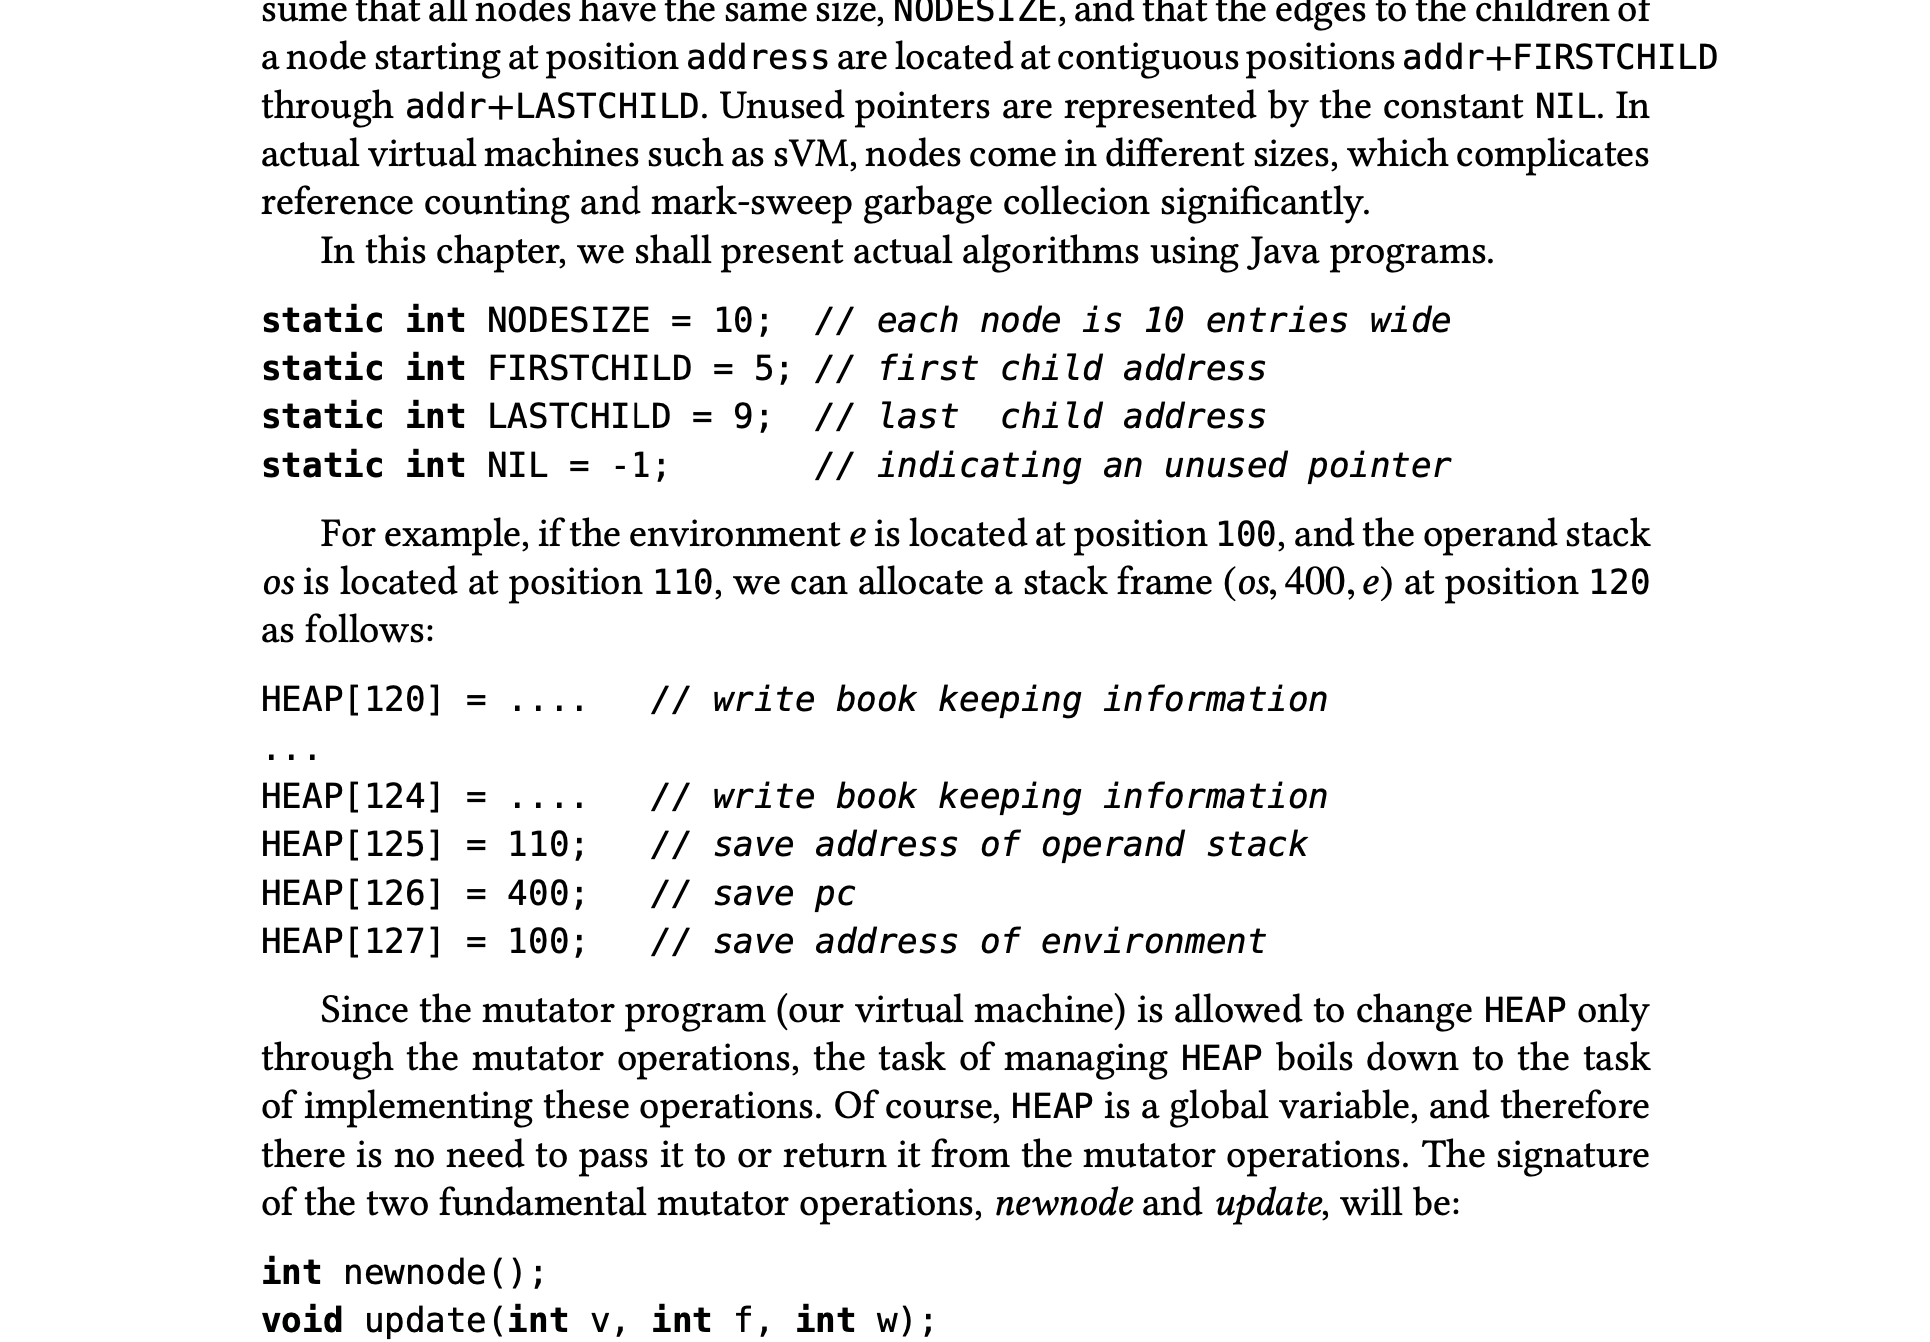 sume that all nodes have the same size, NODESIZE, and that the edges to the children of
a node starting at position address are located at contiguous positions addr+FIRSTCHILD
through addr+LASTCHILD. Unused pointers are represented by the constant NIL. In
actual virtual machines such as sVM, nodes come in different sizes, which complicates
reference counting and mark-sweep garbage collecion significantly.
In this chapter, we shall present actual algorithms using Java programs.
static int NODESIZE = 10;  // each node is 10 entries wide
static int FIRSTCHILD = 5; // first child address
static int LASTCHILD = 9;  // last  child address
static int NIL = -1;       // indicating an unused pointer
For example, if the environment e is located at position 100, and the operand stack
os is located at position 110, we can allocate a stack frame (os, 400, e) at position 120
as follows:
HEAP[120] = ....   // write book keeping information
...
HEAP[124] = ....   // write book keeping information
HEAP[125] = 110;   // save address of operand stack
HEAP[126] = 400;   // save pc
HEAP[127] = 100;   // save address of environment
Since the mutator program (our virtual machine) is allowed to change HEAP only
through the mutator operations, the task of managing HEAP boils down to the task
of implementing these operations. Of course, HEAP is a global variable, and therefore
there is no need to pass it to or return it from the mutator operations. The signature
of the two fundamental mutator operations, newnode and update, will be:
int newnode();
void update(int v, int f, int w);